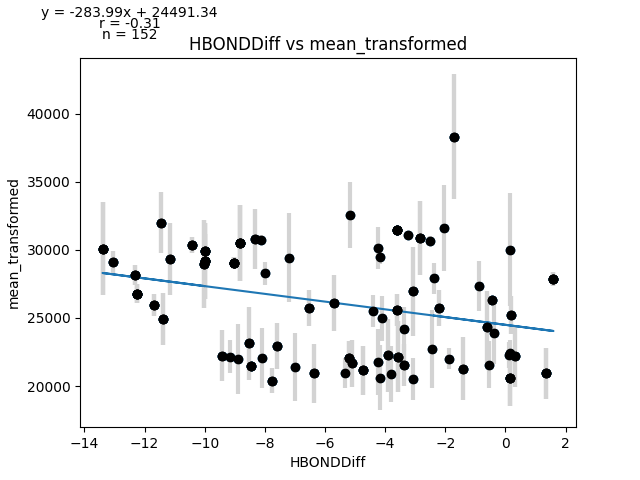 y = -283.99x + 24491.34
r = -0.31
n = 152
HBONDDiff vs mean_transformed
40000
35000
30000
25000
20000
mean_transformed
−14 −12 −10 −8 −6 −4 −2 0 2
HBONDDiff